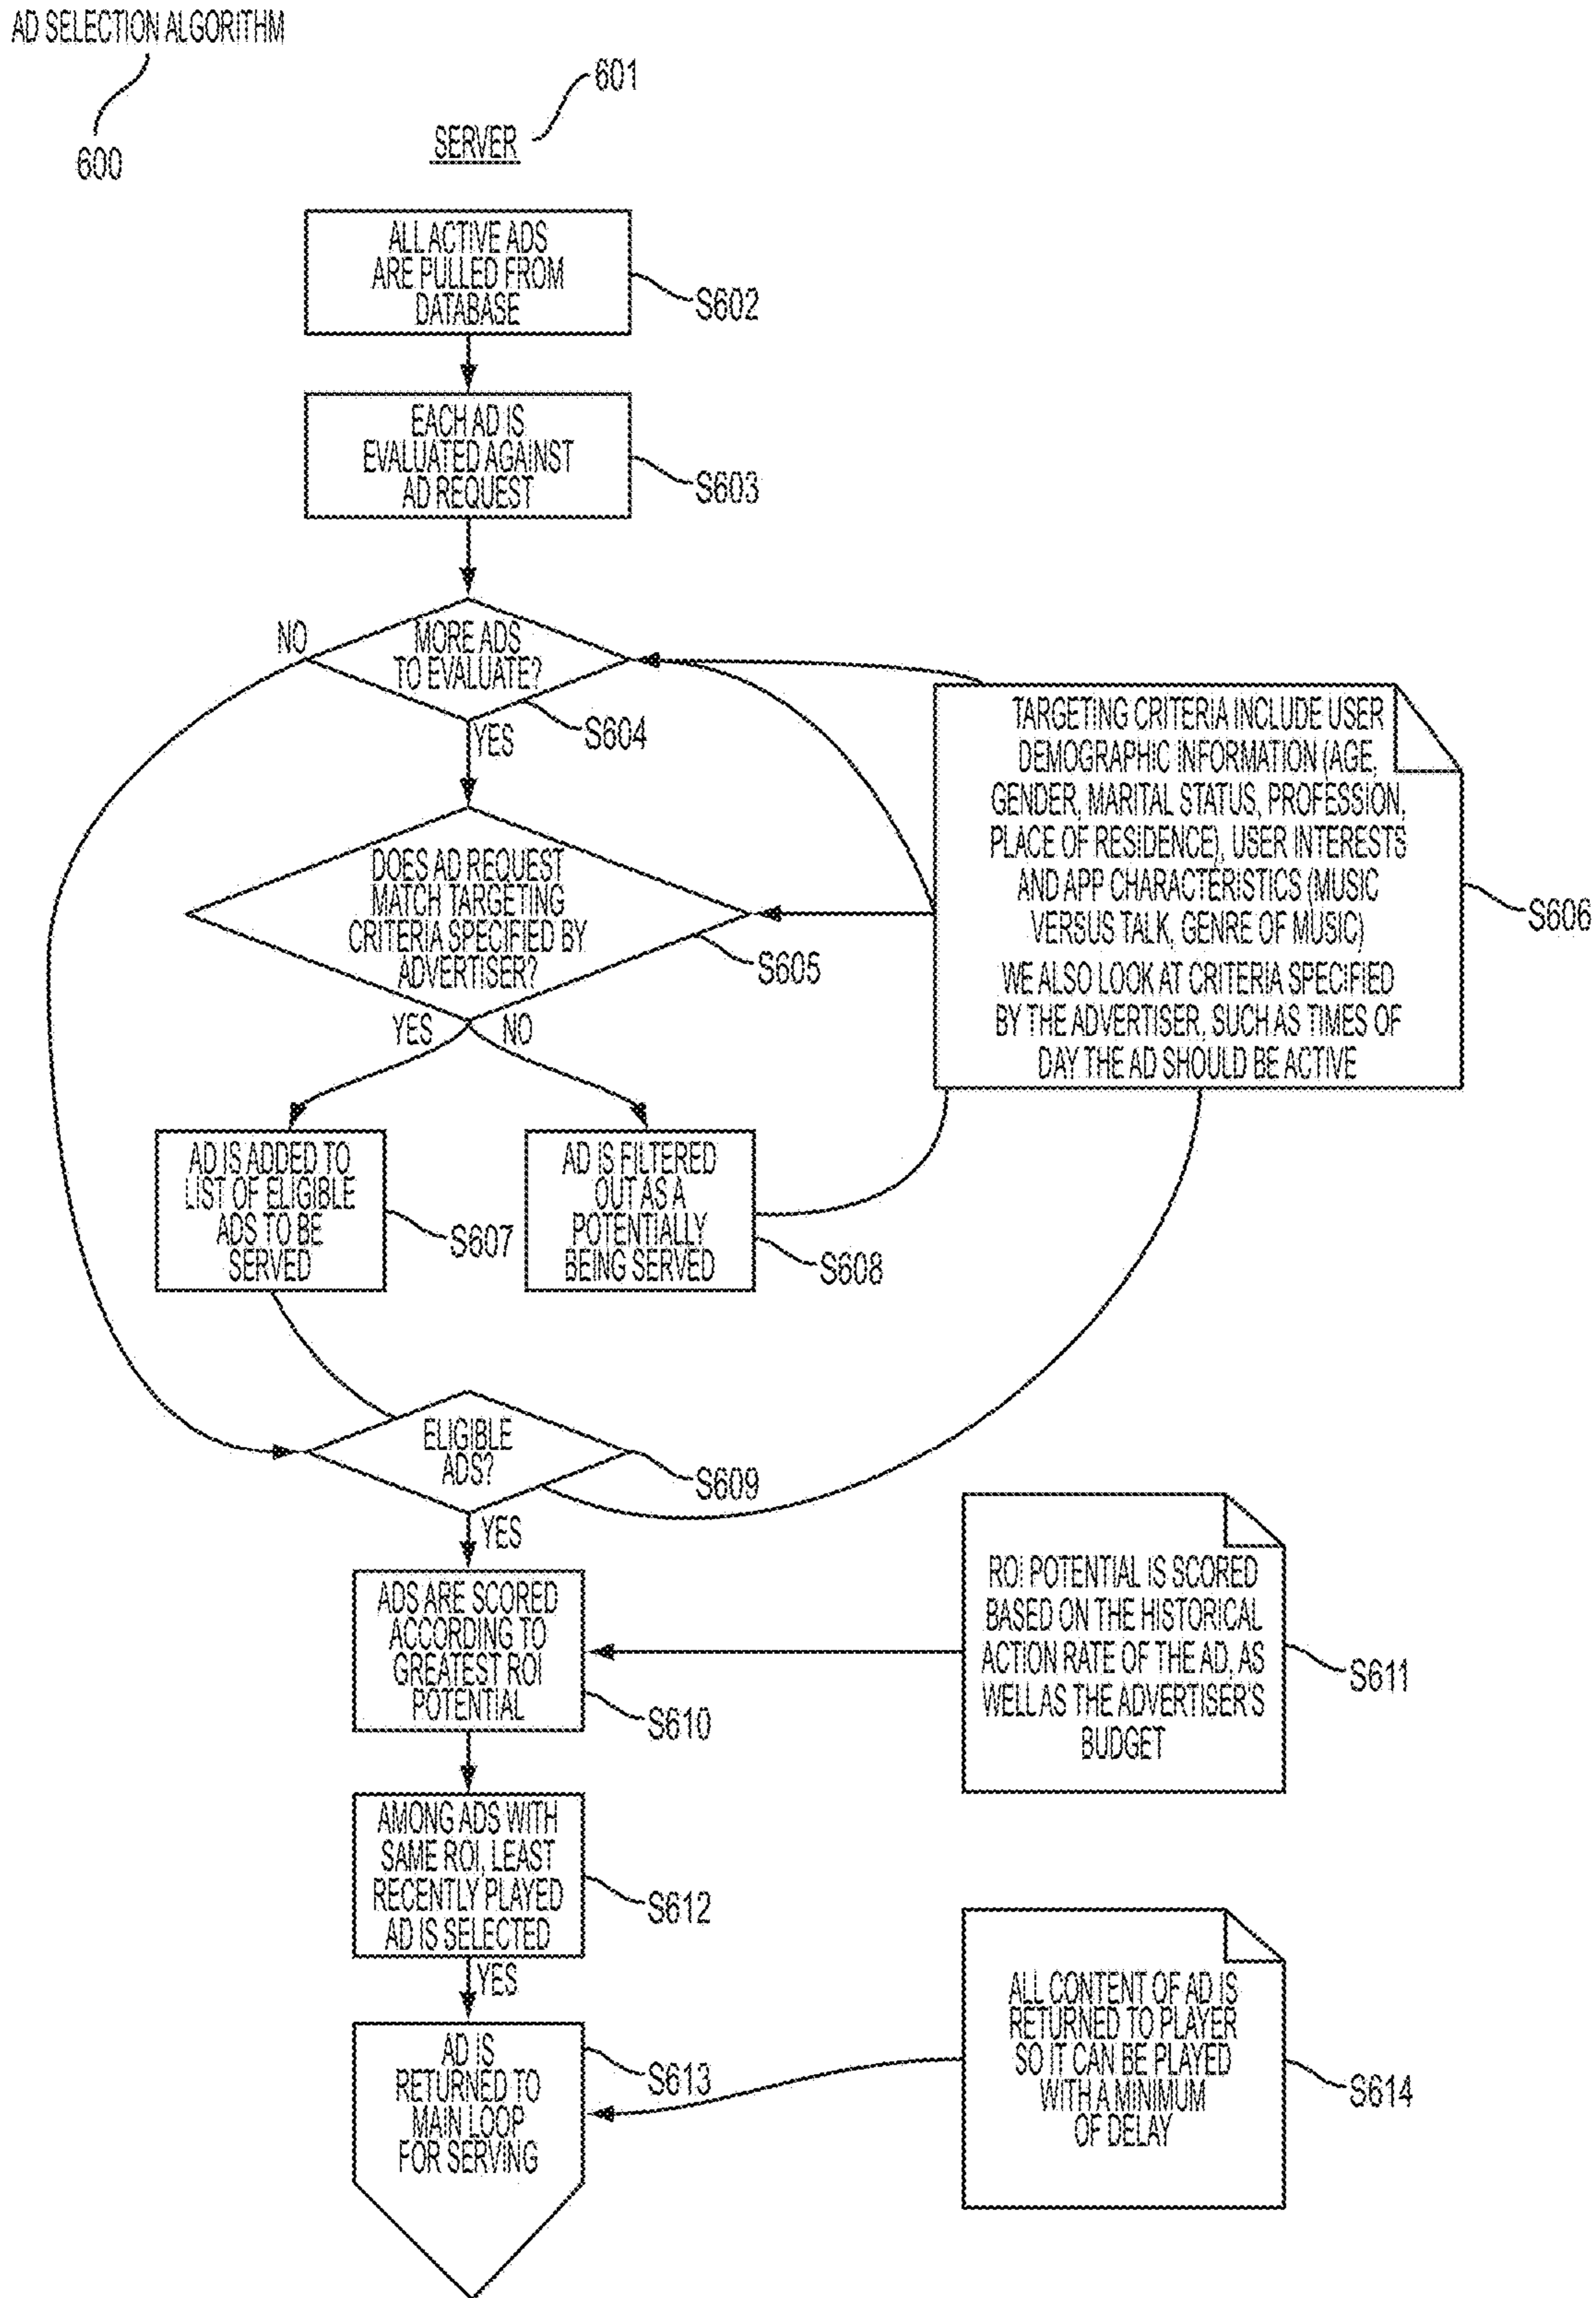 AD SELECTION ALGORITHM
600
601
SERVER
ALL ACTIVE ADS
ARE PULLED FROM
DATABASE
S602
EACH AD IS
EVALUATED AGAINST
AD REQUEST
S603
NO
MORE ADS
TO EVALUATE?
S604
YES
TARGETING CRITERIA INCLUDE USER
DEMOGRAPHIC INFORMATION (AGE,
GENDER, MARITAL STATUS, PROFESSION,
PLACE OF RESIDENCE), USER INTERESTS
AND APP CHARACTERISTICS (MUSIC
VERSUS TALK, GENRE OF MUSIC)
WE ALSO LOOK AT CRITERIA SPECIFIED
BY THE ADVERTISER, SUCH AS TIMES OF
DAY THE AD SHOULD BE ACTIVE
S606
DOES AD REQUEST
MATCH TARGETING
CRITERIA SPECIFIED BY
ADVERTISER?
S605
YES
NO
AD IS ADDED TO
LIST OF ELIGIBLE
ADS TO BE
SERVED
S607
AD IS FILTERED
OUT AS A
POTENTIALLY
BEING SERVED
S608
ELIGIBLE
ADS?
S609
YES
ADS ARE SCORED
ACCORDING TO
GREATEST ROI
POTENTIAL
S610
ROI POTENTIAL IS SCORED
BASED ON THE HISTORICAL
ACTION RATE OF THE AD, AS
WELL AS THE ADVERTISER'S
BUDGET
S611
AMONG ADS WITH
SAME ROI, LEAST
RECENTLY PLAYED
AD IS SELECTED
S612
YES
AD IS
RETURNED TO
MAIN LOOP
FOR SERVING
S613
ALL CONTENT OF AD IS
RETURNED TO PLAYER
SO IT CAN BE PLAYED
WITH A MINIMUM
OF DELAY
S614